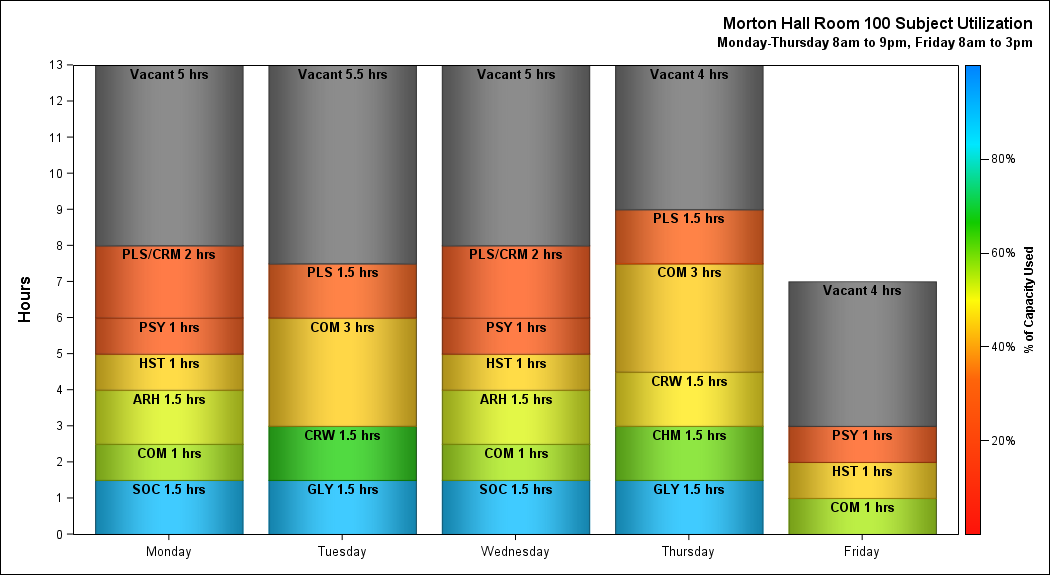 Morton Hall Room 100 Subject Utilization
Monday-Thursday 8am to 9pm, Friday 8am to 3pm
Hours
13
12
11
10
9
8
7
6
5
4
3
2
1
0
Vacant 5 hrs
PLS/CRM 2 hrs
PSY 1 hrs
HST 1 hrs
ARH 1.5 hrs
COM 1 hrs
SOC 1.5 hrs
Monday
Vacant 5.5 hrs
PLS 1.5 hrs
COM 3 hrs
CRW 1.5 hrs
GLY 1.5 hrs
Tuesday
Vacant 5 hrs
PLS/CRM 2 hrs
PSY 1 hrs
HST 1 hrs
ARH 1.5 hrs
COM 1 hrs
SOC 1.5 hrs
Wednesday
Vacant 4 hrs
PLS 1.5 hrs
COM 3 hrs
CRW 1.5 hrs
CHM 1.5 hrs
GLY 1.5 hrs
Thursday
Vacant 4 hrs
PSY 1 hrs
HST 1 hrs
COM 1 hrs
Friday
80%
60%
40%
20%
% of Capacity Used